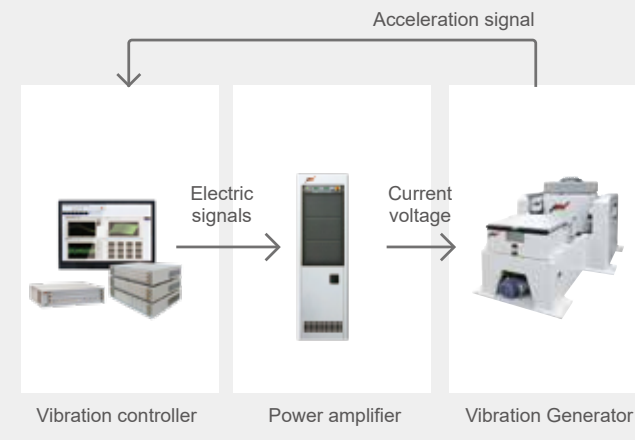 Acceleration signal
Electric
signals
Current
voltage
Vibration controller
Power amplifier
Vibration Generator